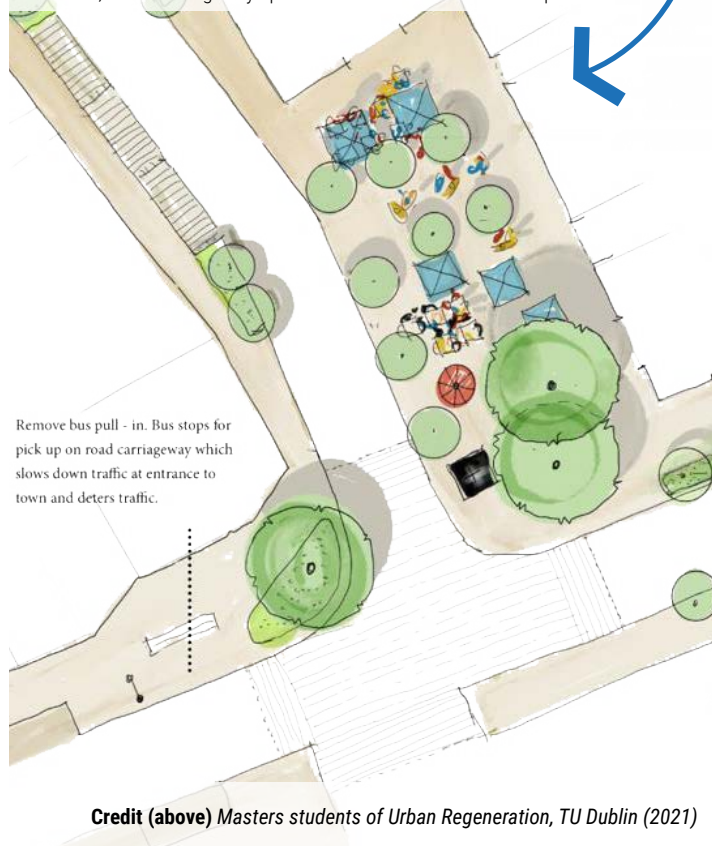 Remove bus pull - in. Bus stops for
pick up on road carriageway which
slows down traffic at entrance to
town and deters traffic.
Credit (above) Masters students of Urban Regeneration, TU Dublin (2021)